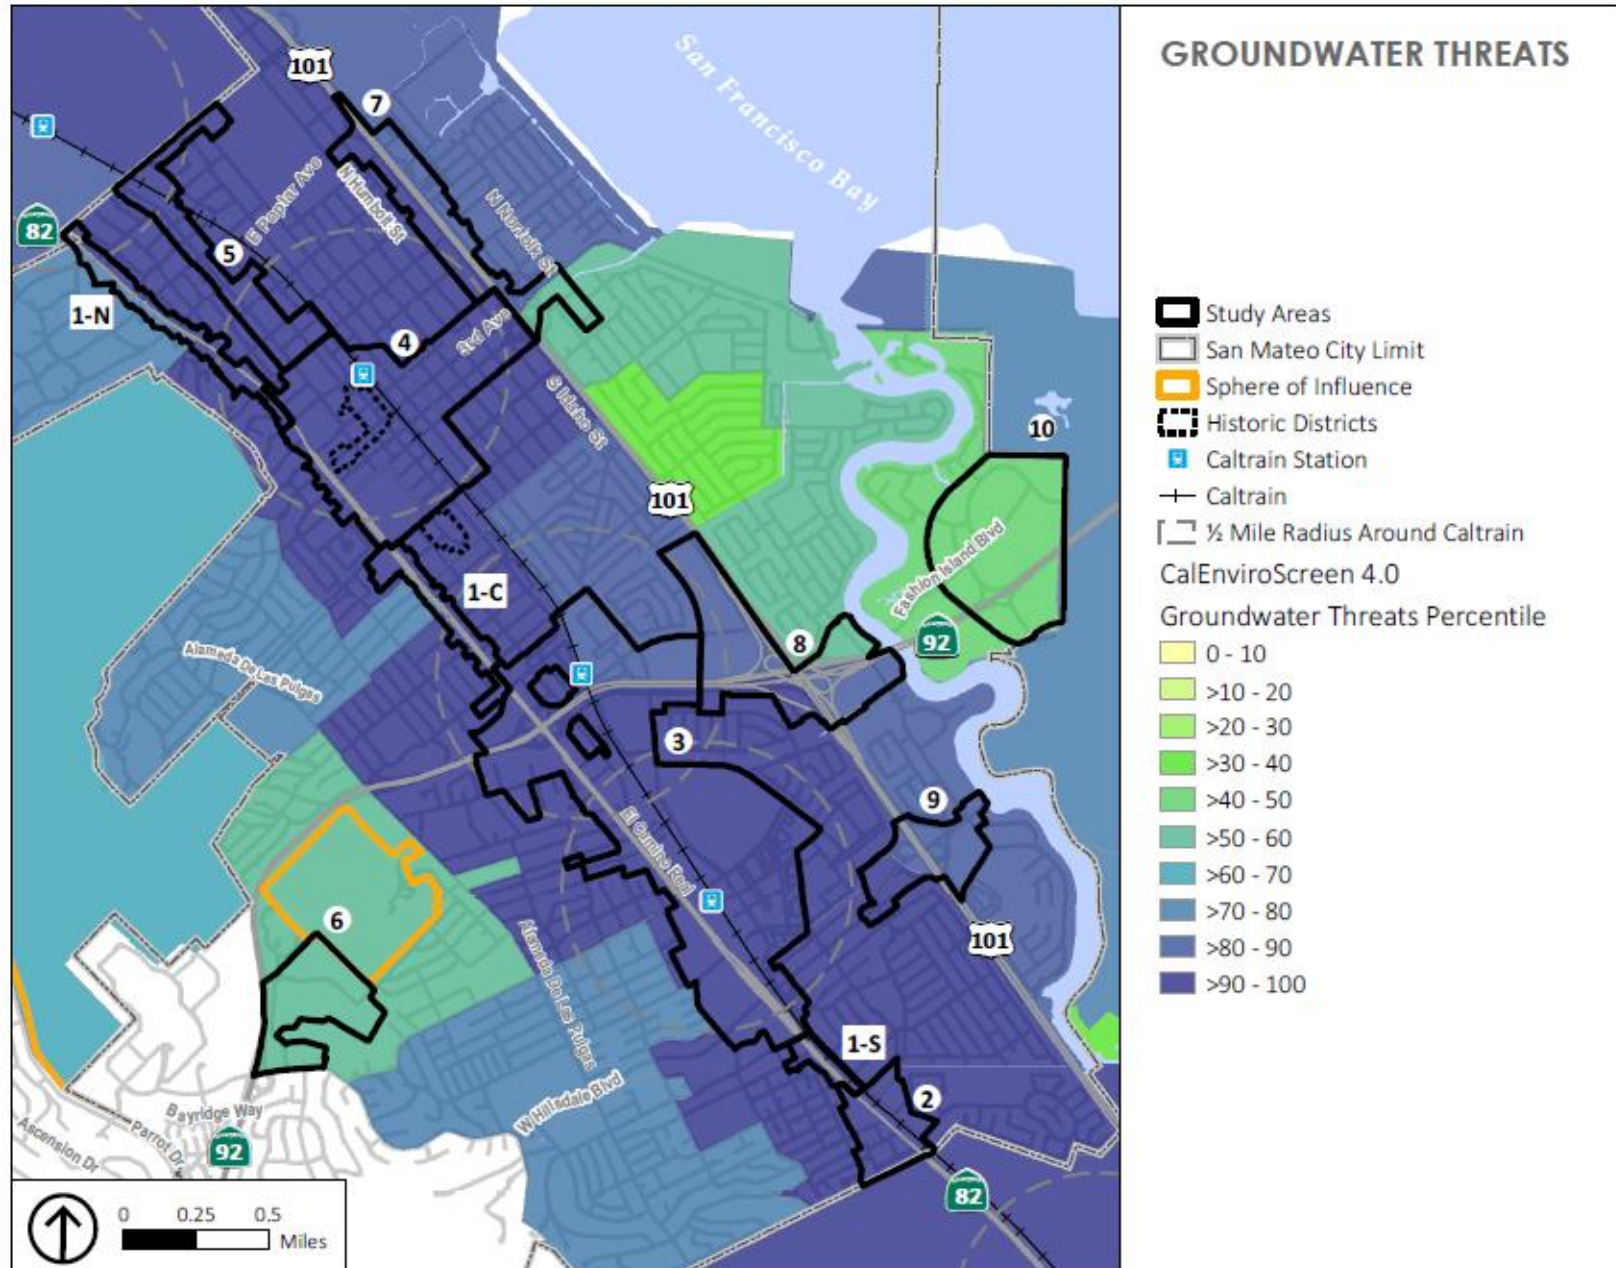 GROUNDWATER THREATS
San Francisco Bay
101
7
82
E Poplar Ave
N Humbolt St
N Norfolk St
5
1-N
4
3rd Ave
S Idaho St
10
101
1-C
Fashion Island Blvd
8
92
Alameda De Las Pulgas
3
9
El Camino Real
6
Alameda De Las Pulgas
101
1-S
2
W Hillsdale Blvd
Bayridge Way
Parrot Dr
Ascension Dr
92
82
0 0.25 0.5
Miles
Study Areas
San Mateo City Limit
Sphere of Influence
Historic Districts
Caltrain Station
Caltrain
½ Mile Radius Around Caltrain
CalEnviroScreen 4.0
Groundwater Threats Percentile
0 - 10
>10 - 20
>20 - 30
>30 - 40
>40 - 50
>50 - 60
>60 - 70
>70 - 80
>80 - 90
>90 - 100